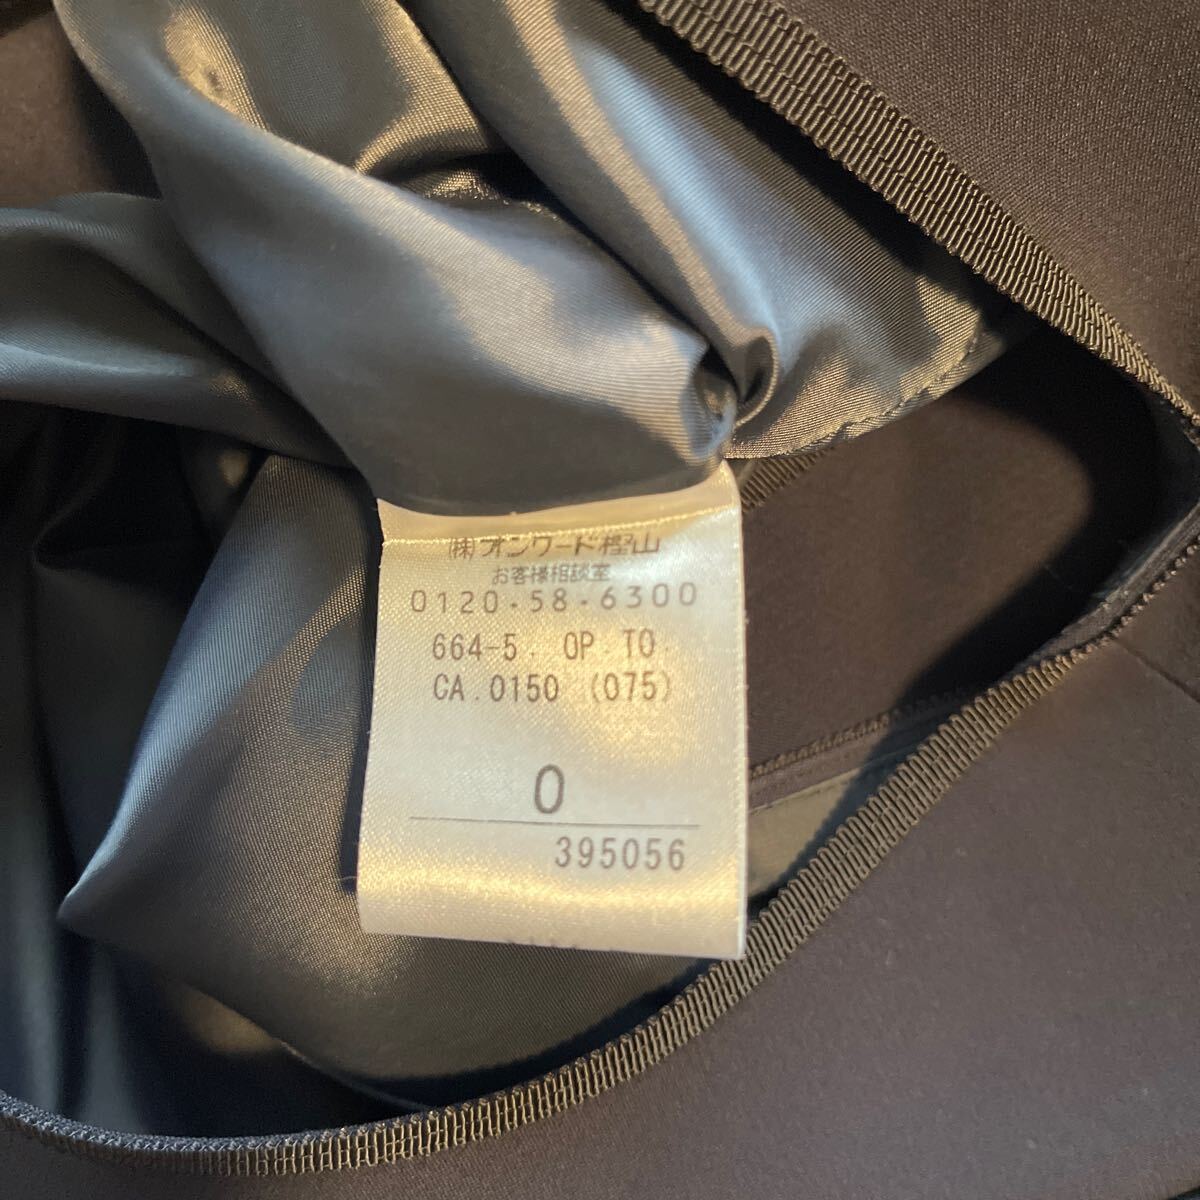 ㈱オンワード樫山
お客様相談室
0120・58・6300
664-5. OP TO.
CA.0150 (075)
0
395056